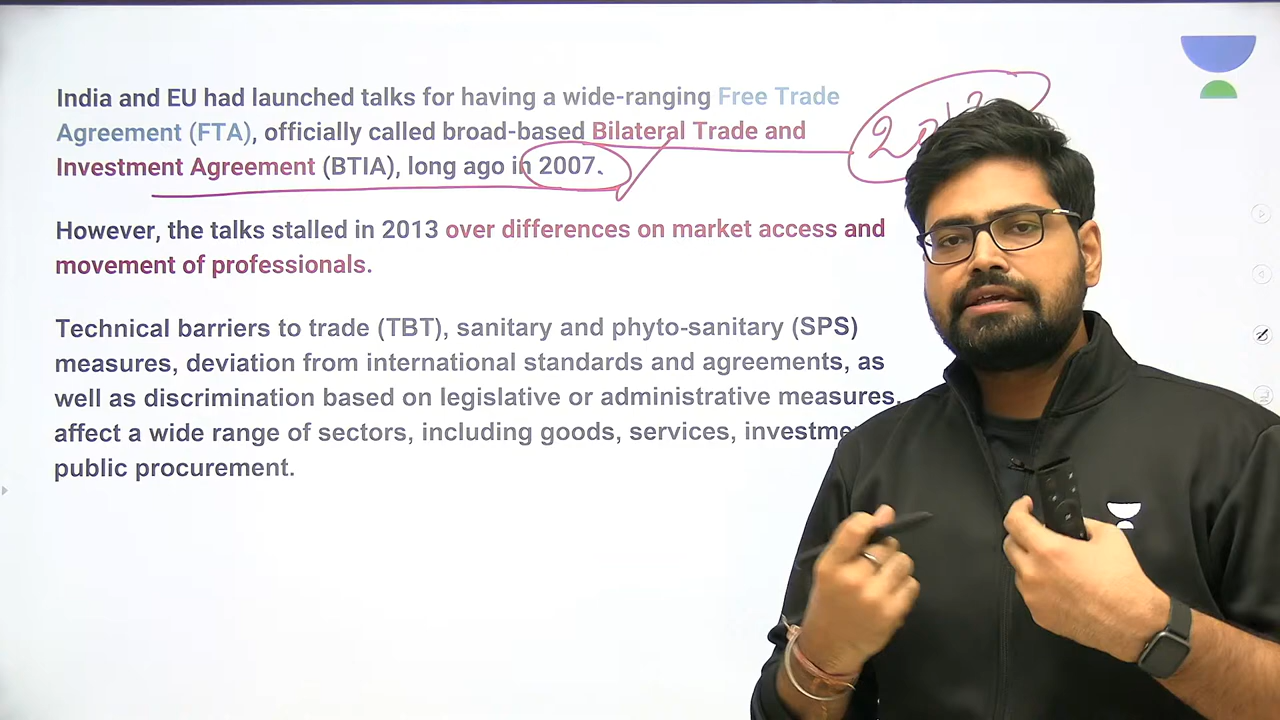 India and EU had launched talks for having a wide-ranging Free Trade
Agreement (FTA), officially called broad-based Bilateral Trade and
Investment Agreement (BTIA), long ago in 2007.
However, the talks stalled in 2013 over differences on market access and
movement of professionals.
Technical barriers to trade (TBT), sanitary and phyto-sanitary (SPS)
measures, deviation from international standards and agreements, as
well as discrimination based on legislative or administrative measures,
affect a wide range of sectors, including goods, services,
public procurement.